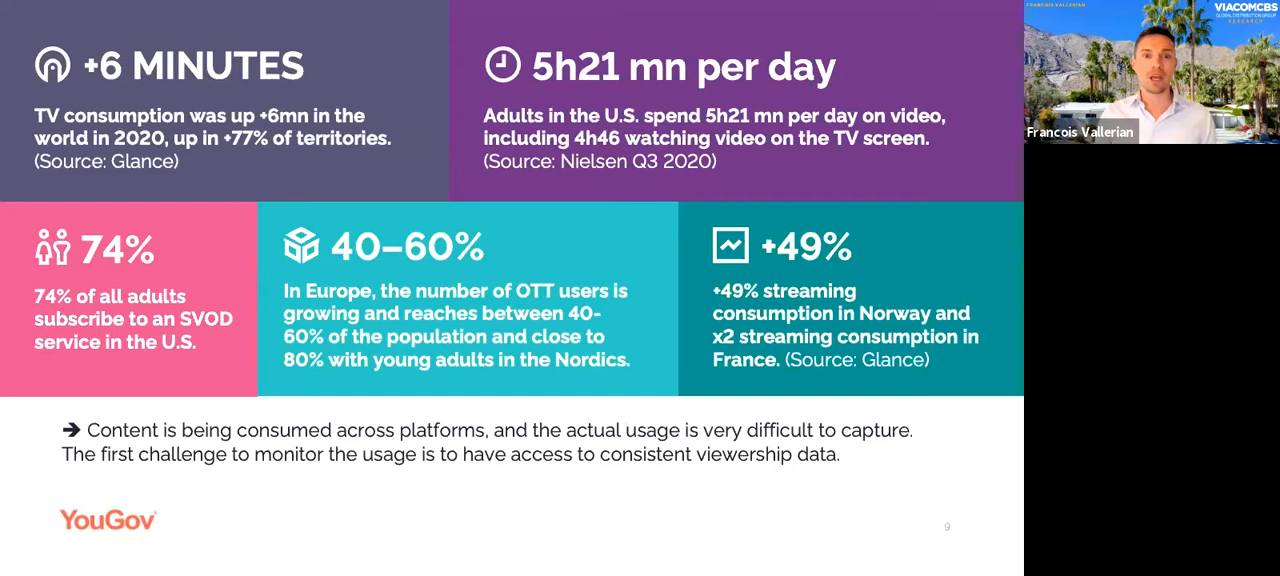 +6 MINUTES
TV consumption was up +6mn in the
world in 2020, up in +77% of territories.
(Source: Glance)
5h21 mn per day
Adults in the U.S. spend 5h21 mn per day on video,
including 4h46 watching video on the TV screen.
(Source: Nielsen Q3 2020)
74%
74% of all adults
subscribe to an SVOD
service in the U.S.
40–60%
In Europe, the number of OTT users is
growing and reaches between 40-
60% of the population and close to
80% with young adults in the Nordics.
+49%
+49% streaming
consumption in Norway and
x2 streaming consumption in
France. (Source: Glance)
➔ Content is being consumed across platforms, and the actual usage is very difficult to capture.
The first challenge to monitor the usage is to have access to consistent viewership data.
YouGov®
9
FRANCOIS VALLERIAN
VIACOMCBS
GLOBAL DISTRIBUTION GROUP
RESEARCH
Francois Vallerian